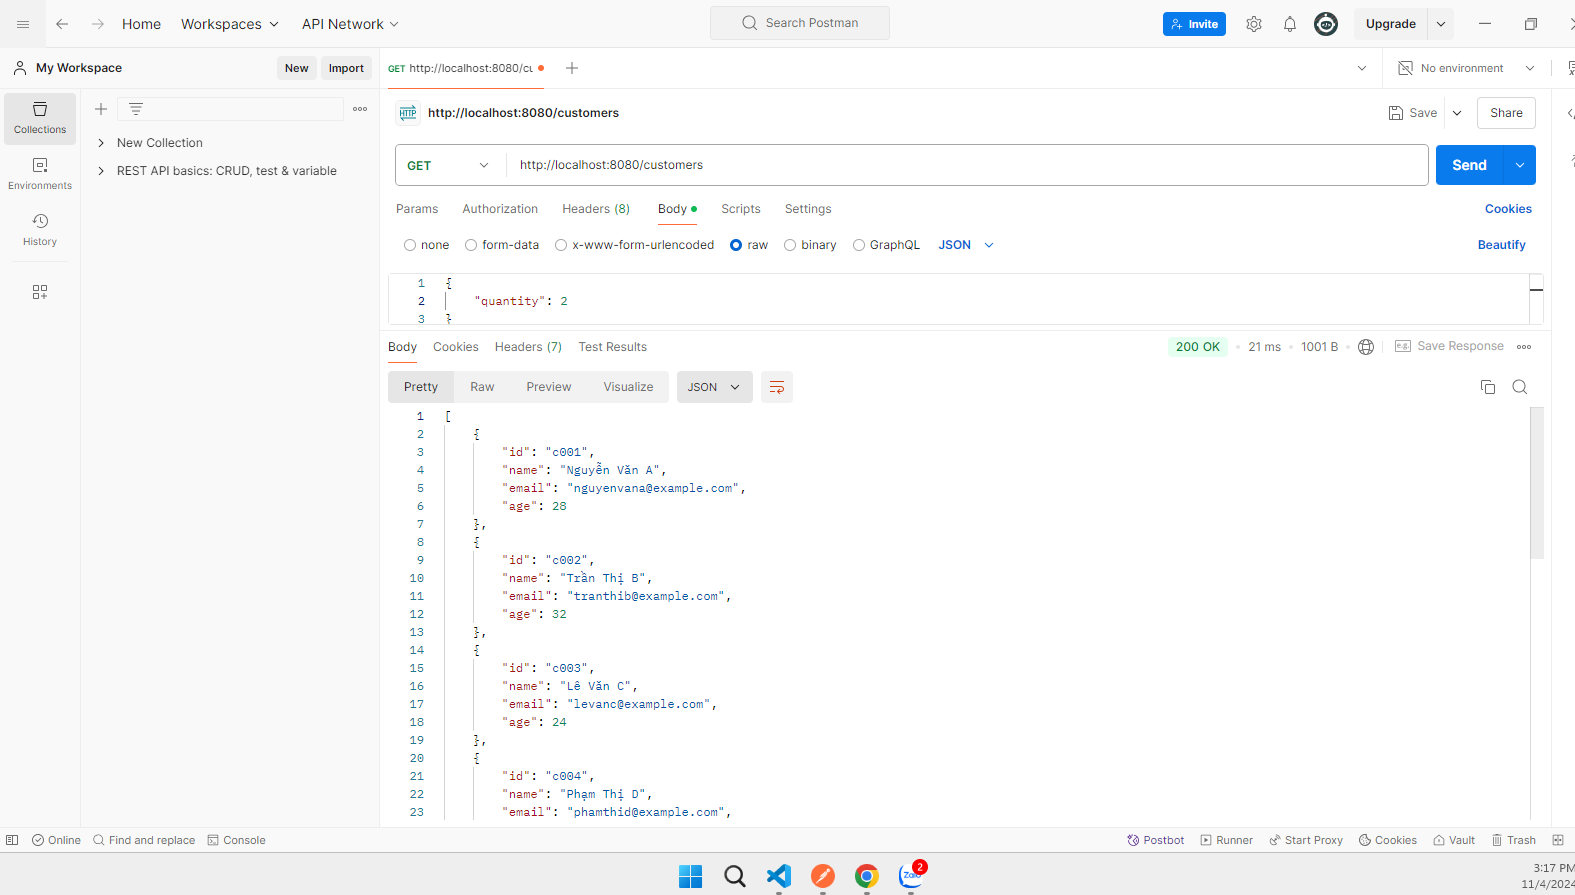 Home Workspaces API Network Search Postman Invite Upgrade
My Workspace New Import GET http://localhost:8080/cu No environment
Collections
Environments
History
New Collection
REST API basics: CRUD, test & variable
HTTP http://localhost:8080/customers Save Share
GET http://localhost:8080/customers Send
Params Authorization Headers (8) Body Scripts Settings Cookies
none form-data x-www-form-urlencoded raw binary GraphQL JSON Beautify
1 {
2 "quantity": 2
3 }
Body Cookies Headers (7) Test Results 200 OK 21 ms 1001 B e.g. Save Response
Pretty Raw Preview Visualize JSON
1 [
2 {
3 "id": "c001",
4 "name": "Nguyễn Văn A",
5 "email": "nguyenvana@example.com",
6 "age": 28
7 },
8 {
9 "id": "c002",
10 "name": "Trần Thị B",
11 "email": "tranthib@example.com",
12 "age": 32
13 },
14 {
15 "id": "c003",
16 "name": "Lê Văn C",
17 "email": "levanc@example.com",
18 "age": 24
19 },
20 {
21 "id": "c004",
22 "name": "Phạm Thị D",
23 "email": "phamthid@example.com",
Online Find and replace Console Postbot Runner Start Proxy Cookies Vault Trash
Zalo 2
3:17 PM
11/4/2024